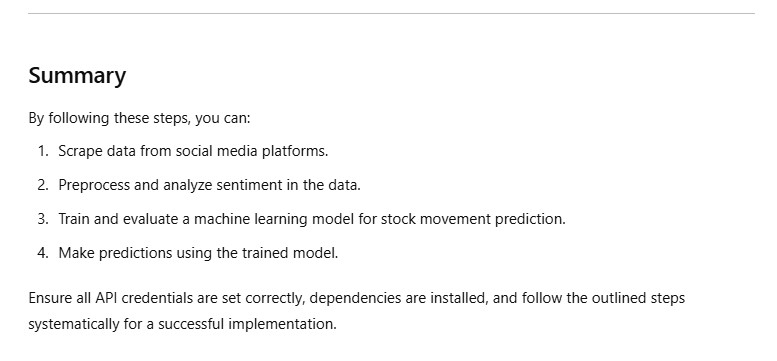 Summary
By following these steps, you can:
1. Scrape data from social media platforms.
2. Preprocess and analyze sentiment in the data.
3. Train and evaluate a machine learning model for stock movement prediction.
4. Make predictions using the trained model.
Ensure all API credentials are set correctly, dependencies are installed, and follow the outlined steps
systematically for a successful implementation.